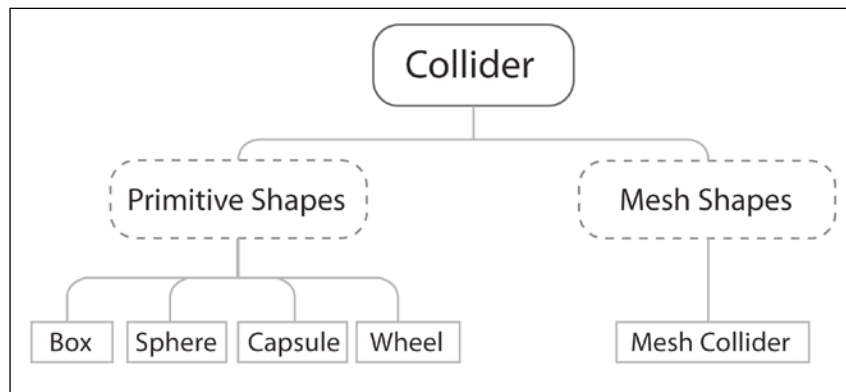 Collider
Primitive Shapes
Mesh Shapes
Box
Sphere
Capsule
Wheel
Mesh Collider